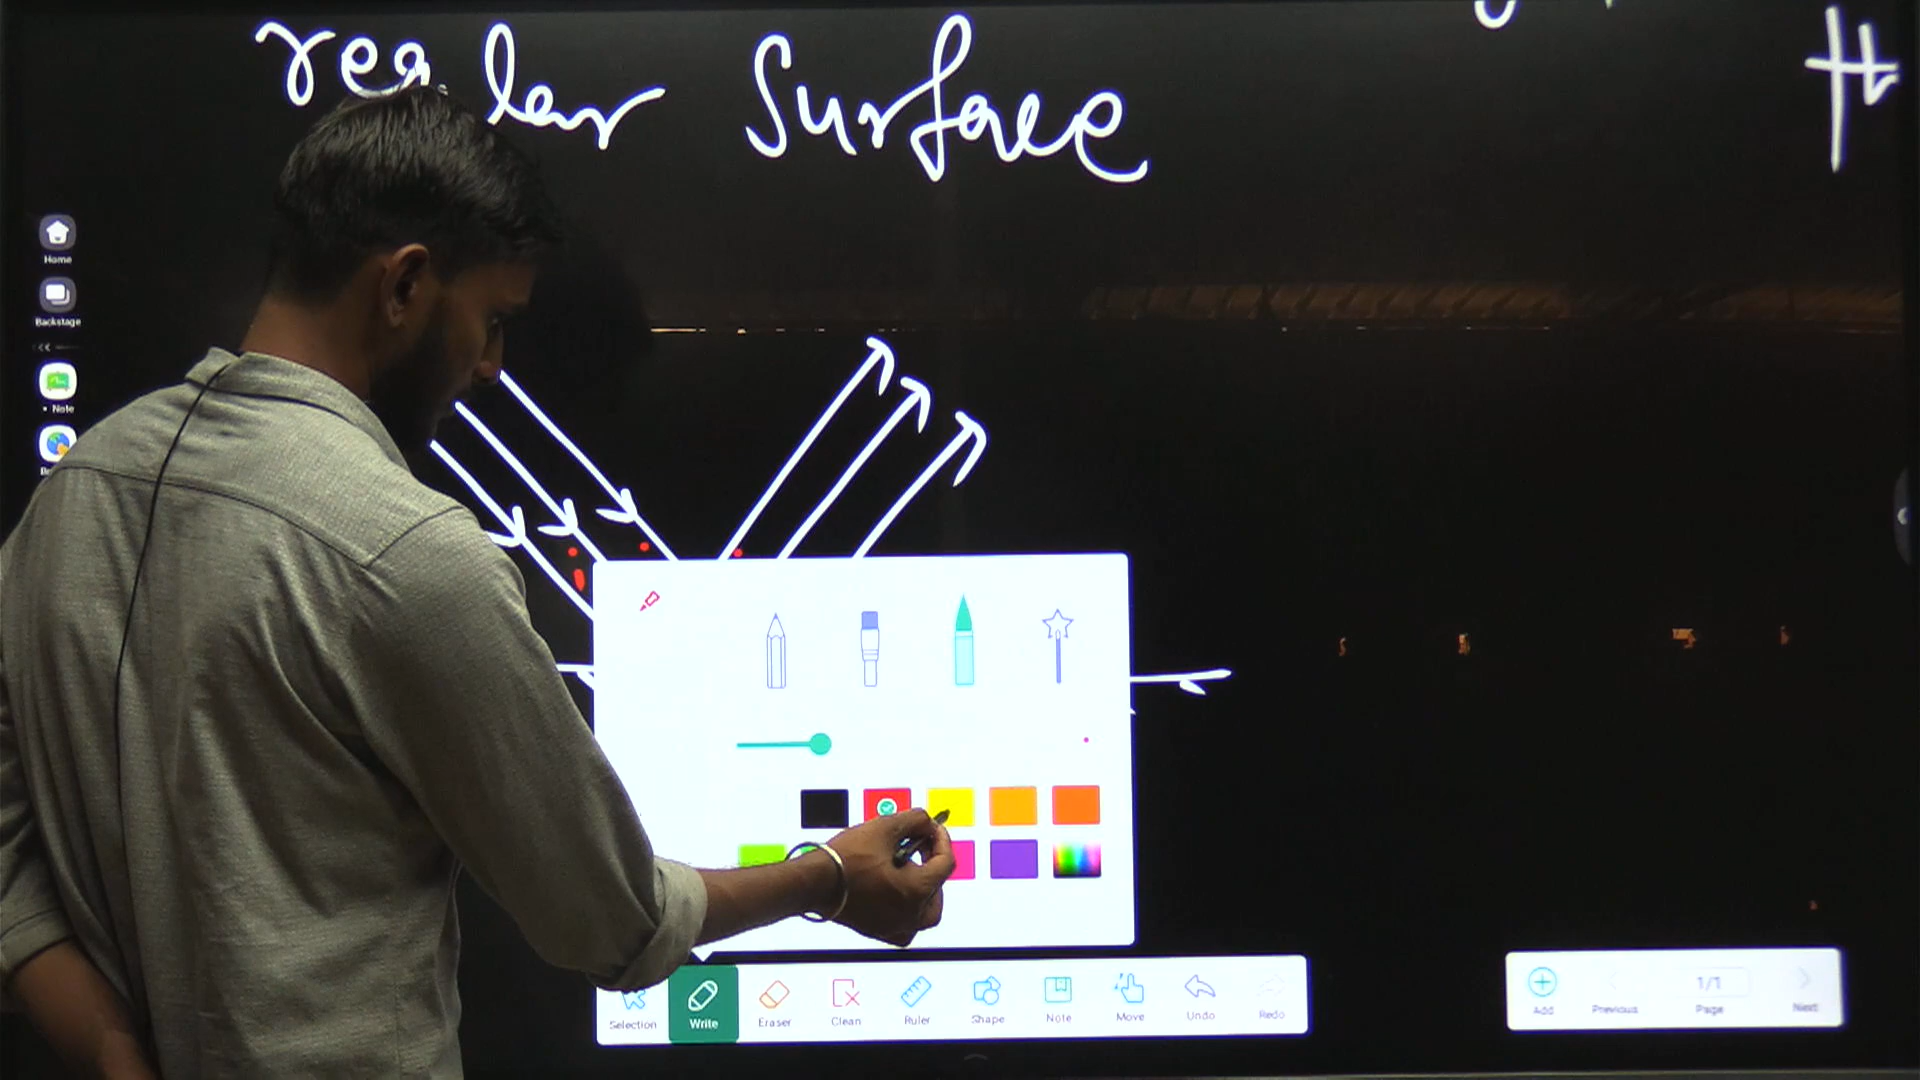 regular Surface
Home
Backstage
Note
Selection
Write
Eraser
Clean
Ruler
Shape
Note
Move
Undo
Redo
Add
Previous
1/1
Page
Next